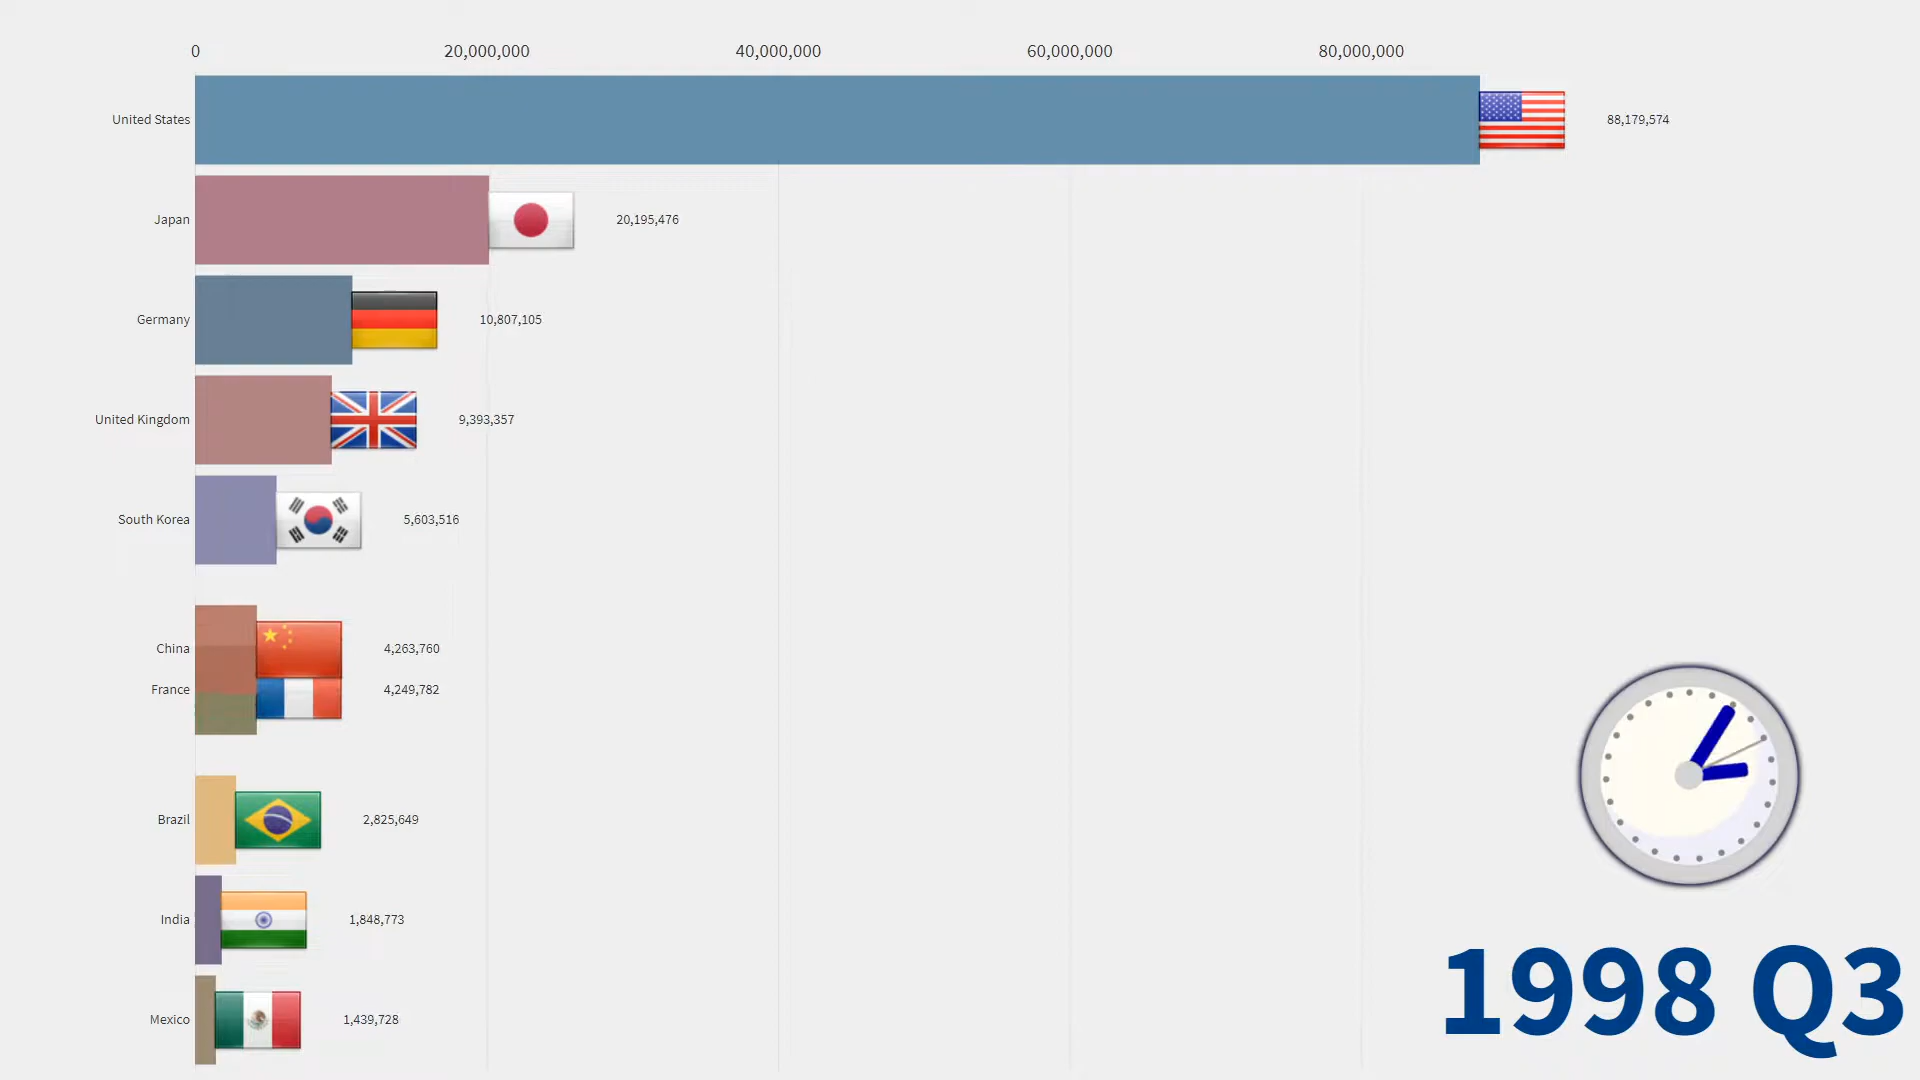 0 20,000,000 40,000,000 60,000,000 80,000,000
United States 88,179,574
Japan 20,195,476
Germany 10,807,105
United Kingdom 9,393,357
South Korea 5,603,516
China 4,263,760
France 4,249,782
Brazil 2,825,649
India 1,848,773
Mexico 1,439,728
1998 Q3